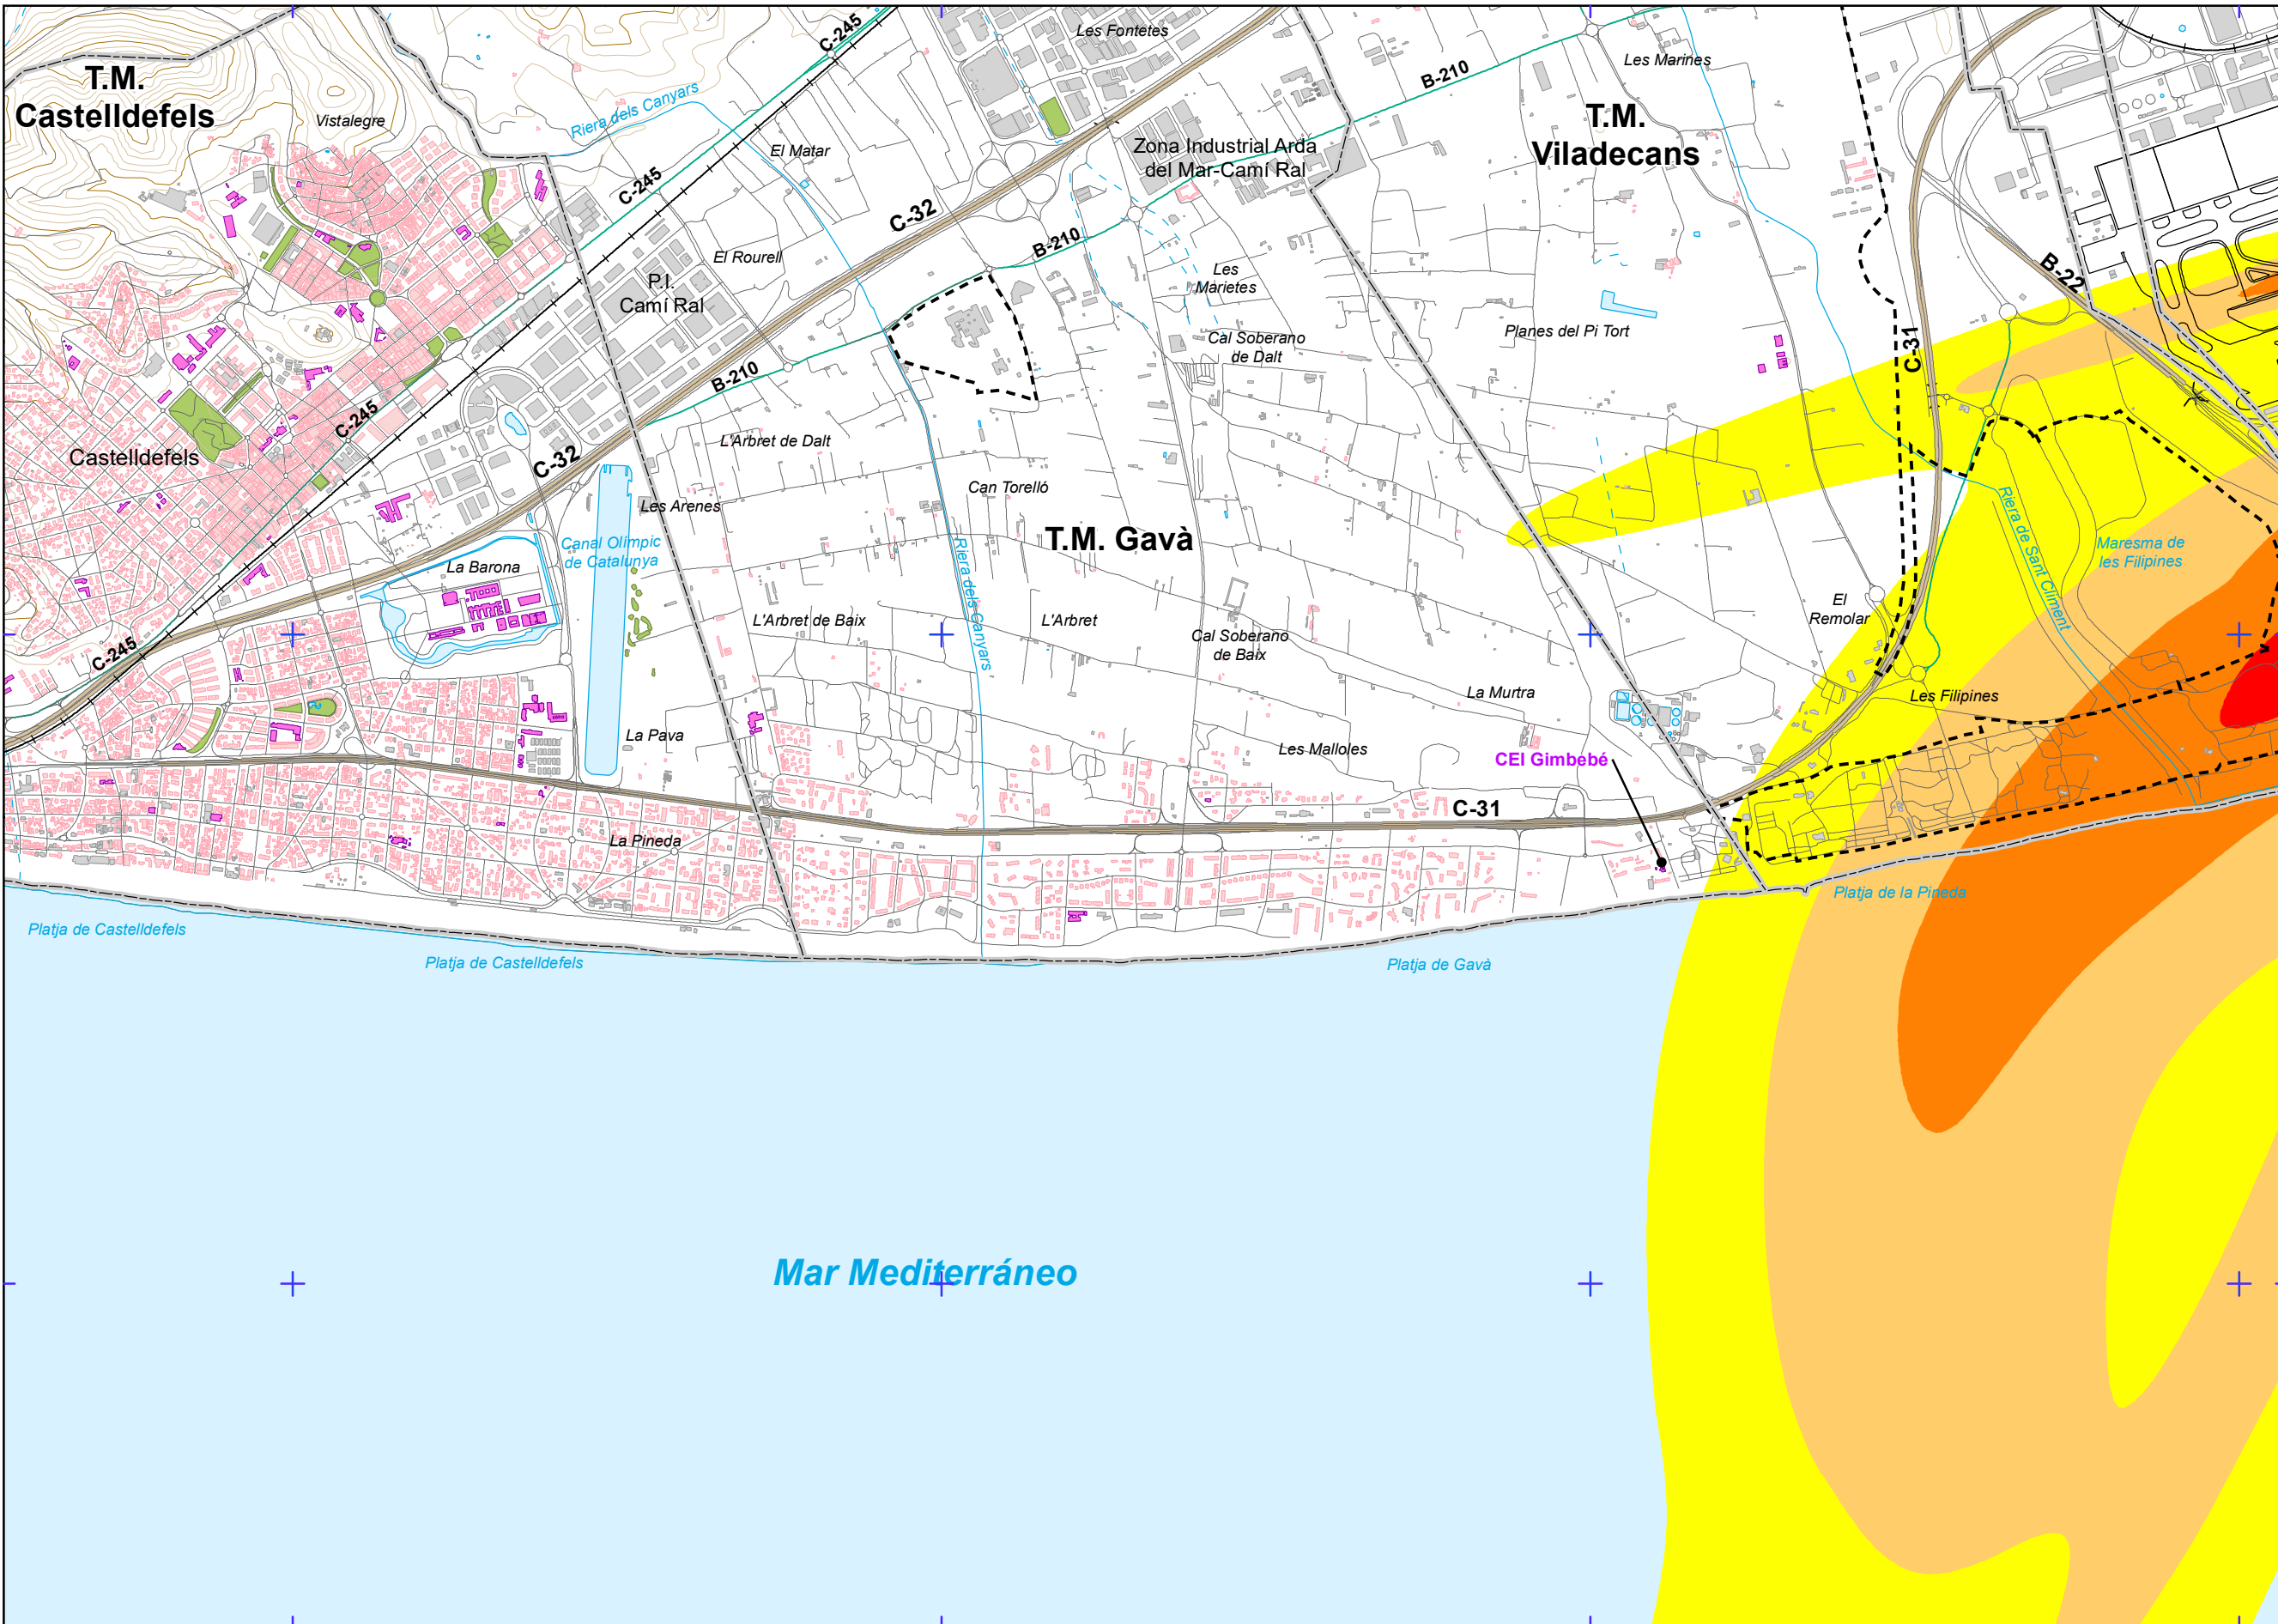 Les Fontetes
C-245
Les Marines
T.M.
Castelldefels
B-210
Riera dels Canyars
Vistalegre
T.M.
Viladecans
El Matar
Zona Industrial Arda
del Mar-Camí Ral
C-245
C-32
B-210
El Rourell
Les
Marietes
B-22
P.I.
Camí Ral
Planes del Pi Tort
Cal Soberano
de Dalt
C-31
B-210
C-245
L'Arbret de Dalt
Castelldefels
C-32
Can Torelló
Les Arenes
Riera de Sant Climent
T.M. Gavà
Canal Olímpic
de Catalunya
Maresma de
les Filipines
La Barona
Riera dels Canyars
El
Remolar
L'Arbret de Baix
L'Arbret
Cal Soberano
de Baix
C-245
La Murtra
Les Filipines
La Pava
Les Malloles
CEI Gimbebé
C-31
La Pineda
Platja de la Pineda
Platja de Castelldefels
Platja de Castelldefels
Platja de Gavà
Mar Mediterráneo